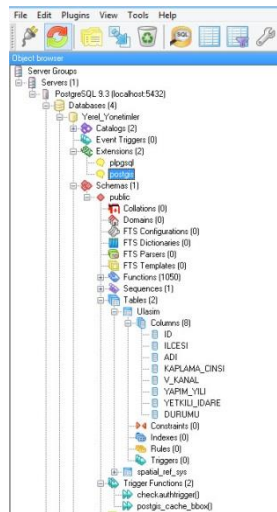 File Edit Plugins View Tools Help
SQL
Object browser
Server Groups
Servers (1)
PostgreSQL 9.3 (localhost:5432)
Databases (4)
Yerel_Yonetimler
Catalogs (2)
Event Triggers (0)
Extensions (2)
plpgsql
postgis
Schemas (1)
public
Collations (0)
Domains (0)
FTS Configurations (0)
FTS Dictionaries (0)
FTS Parsers (0)
FTS Templates (0)
Functions (1050)
Sequences (1)
Tables (2)
Ulasim
Columns (8)
ID
ILCESI
ADI
KAPLAMA_CINSI
V_KANAL
YAPIM_YILI
YETKILI_IDARE
DURUMU
Constraints (0)
Indexes (0)
Rules (0)
Triggers (0)
spatial_ref_sys
Trigger Functions (2)
checkauthtrigger()
postgis_cache_bbox()